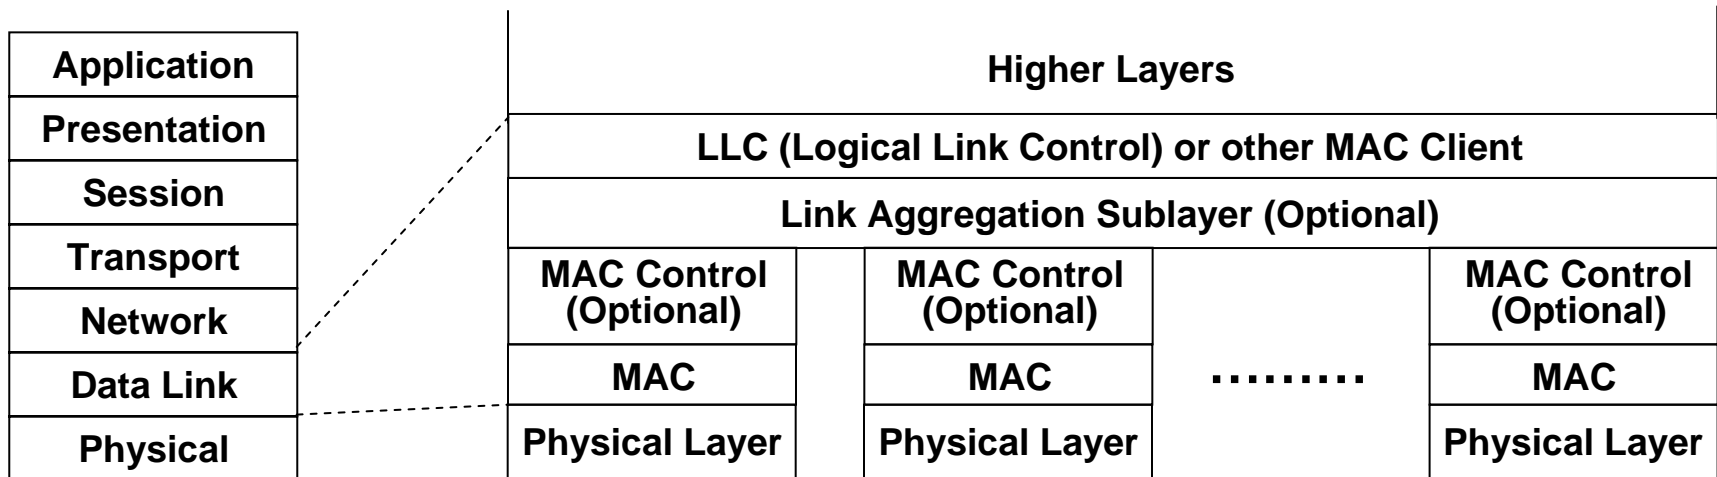 Application
Presentation
Session
Transport
Network
Data Link
Physical
Higher Layers
LLC (Logical Link Control) or other MAC Client
Link Aggregation Sublayer (Optional)
MAC Control
(Optional)
MAC
Physical Layer
MAC Control
(Optional)
MAC
Physical Layer
.........
MAC Control
(Optional)
MAC
Physical Layer